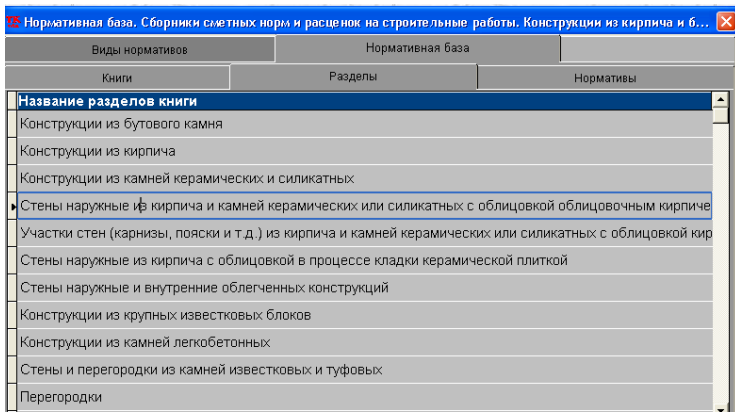 Нормативная база. Сборники сметных норм и расценок на строительные работы. Конструкции из кирпича и б...
Виды нормативов
Нормативная база
Книги
Разделы
Нормативы
Название разделов книги
Конструкции из бутового камня
Конструкции из кирпича
Конструкции из камней керамических и силикатных
Стены наружные из кирпича и камней керамических или силикатных с облицовкой облицовочным кирпиче
Участки стен (карнизы, пояски и т.д.) из кирпича и камней керамических или силикатных с облицовкой кир
Стены наружные из кирпича с облицовкой в процессе кладки керамической плиткой
Стены наружные и внутренние облегченных конструкций
Конструкции из крупных известковых блоков
Конструкции из камней легкобетонных
Стены и перегородки из камней известковых и туфовых
Перегородки